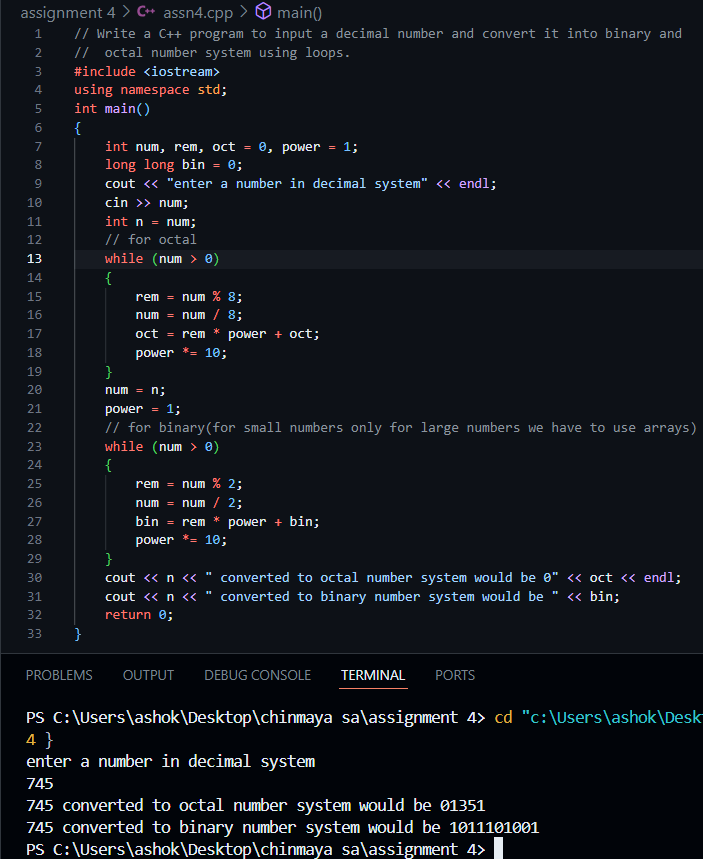 assignment 4 > C++ assn4.cpp > main()
1 // Write a C++ program to input a decimal number and convert it into binary and
2 //  octal number system using loops.
3 #include <iostream>
4 using namespace std;
5 int main()
6 {
7     int num, rem, oct = 0, power = 1;
8     long long bin = 0;
9     cout << "enter a number in decimal system" << endl;
10     cin >> num;
11     int n = num;
12     // for octal
13     while (num > 0)
14     {
15         rem = num % 8;
16         num = num / 8;
17         oct = rem * power + oct;
18         power *= 10;
19     }
20     num = n;
21     power = 1;
22     // for binary(for small numbers only for large numbers we have to use arrays)
23     while (num > 0)
24     {
25         rem = num % 2;
26         num = num / 2;
27         bin = rem * power + bin;
28         power *= 10;
29     }
30     cout << n << " converted to octal number system would be 0" << oct << endl;
31     cout << n << " converted to binary number system would be " << bin;
32     return 0;
33 }
PROBLEMS OUTPUT DEBUG CONSOLE TERMINAL PORTS
PS C:\Users\ashok\Desktop\chinmaya sa\assignment 4> cd "c:\Users\ashok\Desk
4 }
enter a number in decimal system
745
745 converted to octal number system would be 01351
745 converted to binary number system would be 1011101001
PS C:\Users\ashok\Desktop\chinmaya sa\assignment 4>